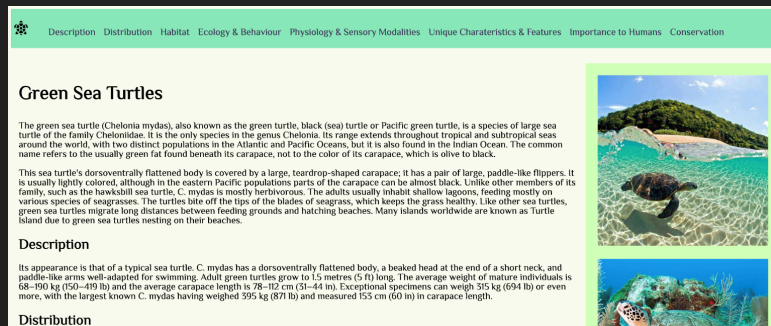 Description Distribution Habitat Ecology & Behaviour Physiology & Sensory Modalities Unique Charateristics & Features Importance to Humans Conservation
Green Sea Turtles
The green sea turtle (Chelonia mydas), also known as the green turtle, black (sea) turtle or Pacific green turtle, is a species of large sea
turtle of the family Cheloniidae. It is the only species in the genus Chelonia. Its range extends throughout tropical and subtropical seas
around the world, with two distinct populations in the Atlantic and Pacific Oceans, but it is also found in the Indian Ocean. The common
name refers to the usually green fat found beneath its carapace, not to the color of its carapace, which is olive to black.
This sea turtle's dorsoventrally flattened body is covered by a large, teardrop-shaped carapace; it has a pair of large, paddle-like flippers. It
is usually lightly colored, although in the eastern Pacific populations parts of the carapace can be almost black. Unlike other members of its
family, such as the hawksbill sea turtle, C. mydas is mostly herbivorous. The adults usually inhabit shallow lagoons, feeding mostly on
various species of seagrasses. The turtles bite off the tips of the blades of seagrass, which keeps the grass healthy. Like other sea turtles,
green sea turtles migrate long distances between feeding grounds and hatching beaches. Many islands worldwide are known as Turtle
Island due to green sea turtles nesting on their beaches.
Description
Its appearance is that of a typical sea turtle. C. mydas has a dorsoventrally flattened body, a beaked head at the end of a short neck, and
paddle-like arms well-adapted for swimming. Adult green turtles grow to 1.5 metres (5 ft) long. The average weight of mature individuals is
68–190 kg (150–419 lb) and the average carapace length is 78–112 cm (31–44 in). Exceptional specimens can weigh 315 kg (694 lb) or even
more, with the largest known C. mydas having weighed 395 kg (871 lb) and measured 153 cm (60 in) in carapace length.
Distribution